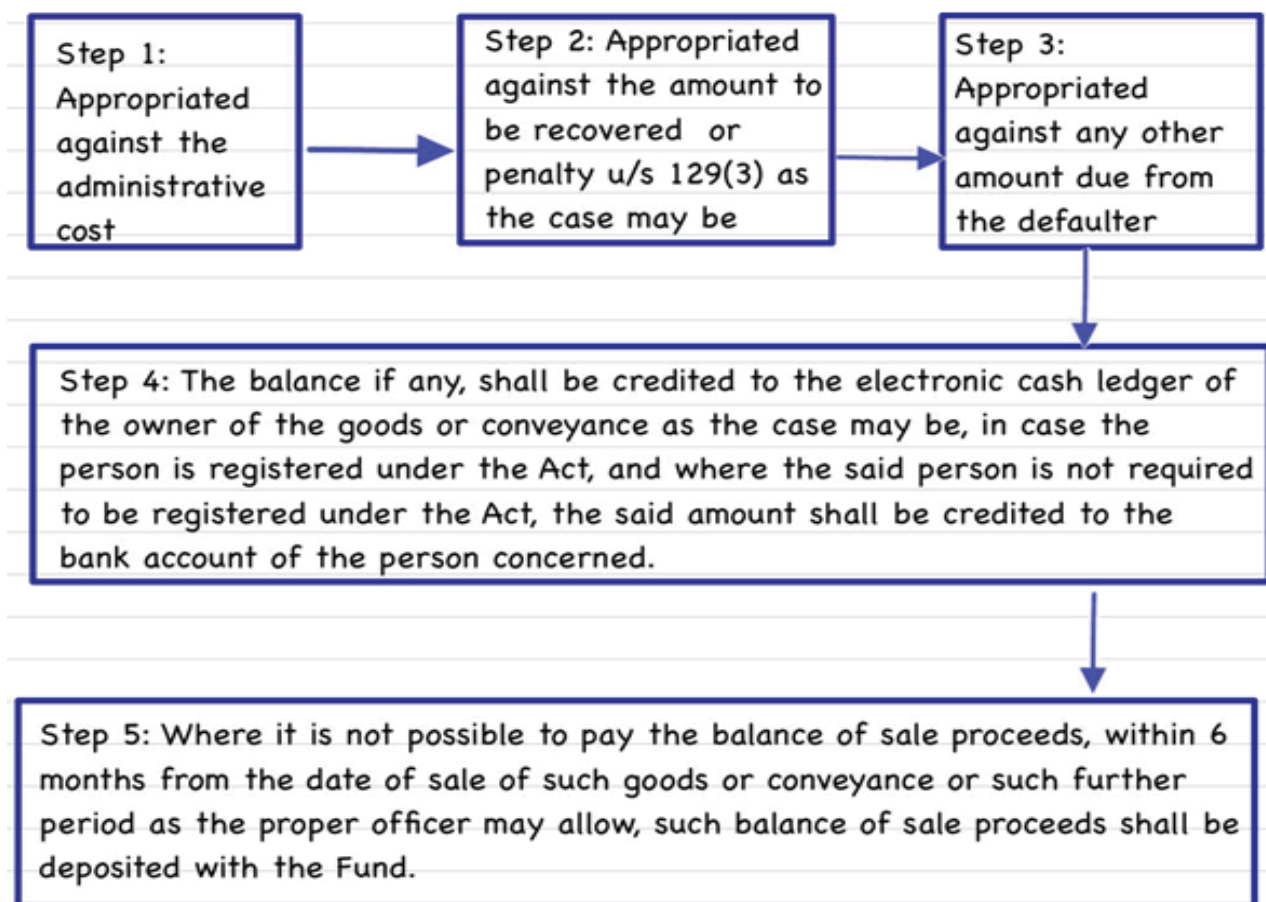 Step 1:
Appropriated
against the
administrative
cost
Step 2: Appropriated
against the amount to
be recovered or
penalty u/s 129(3) as
the case may be
Step 3:
Appropriated
against any other
amount due from
the defaulter
Step 4: The balance if any, shall be credited to the electronic cash ledger of
the owner of the goods or conveyance as the case may be, in case the
person is registered under the Act, and where the said person is not required
to be registered under the Act, the said amount shall be credited to the
bank account of the person concerned.
Step 5: Where it is not possible to pay the balance of sale proceeds, within 6
months from the date of sale of such goods or conveyance or such further
period as the proper officer may allow, such balance of sale proceeds shall be
deposited with the Fund.